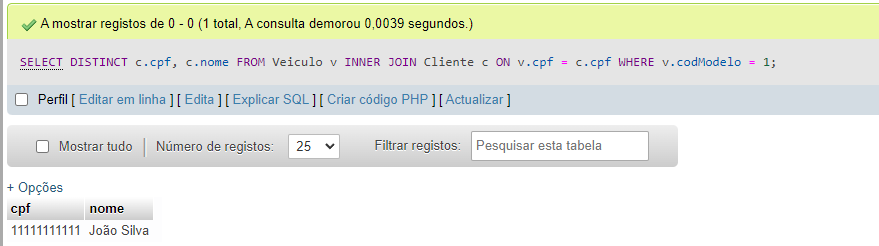 A mostrar registos de 0 - 0 (1 total, A consulta demorou 0,0039 segundos.)
SELECT DISTINCT c.cpf, c.nome FROM Veiculo v INNER JOIN Cliente c ON v.cpf = c.cpf WHERE v.codModelo = 1;
Perfil [ Editar em linha ] [ Edita ] [ Explicar SQL ] [ Criar código PHP ] [ Actualizar ]
Mostrar tudo Número de registos: 25 Filtrar registos: Pesquisar esta tabela
+ Opções
cpf nome
11111111111 João Silva